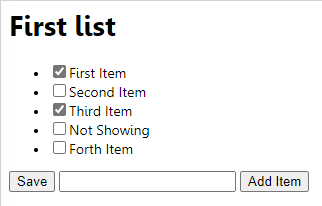 First list
First Item
Second Item
Third Item
Not Showing
Forth Item
Save Add Item